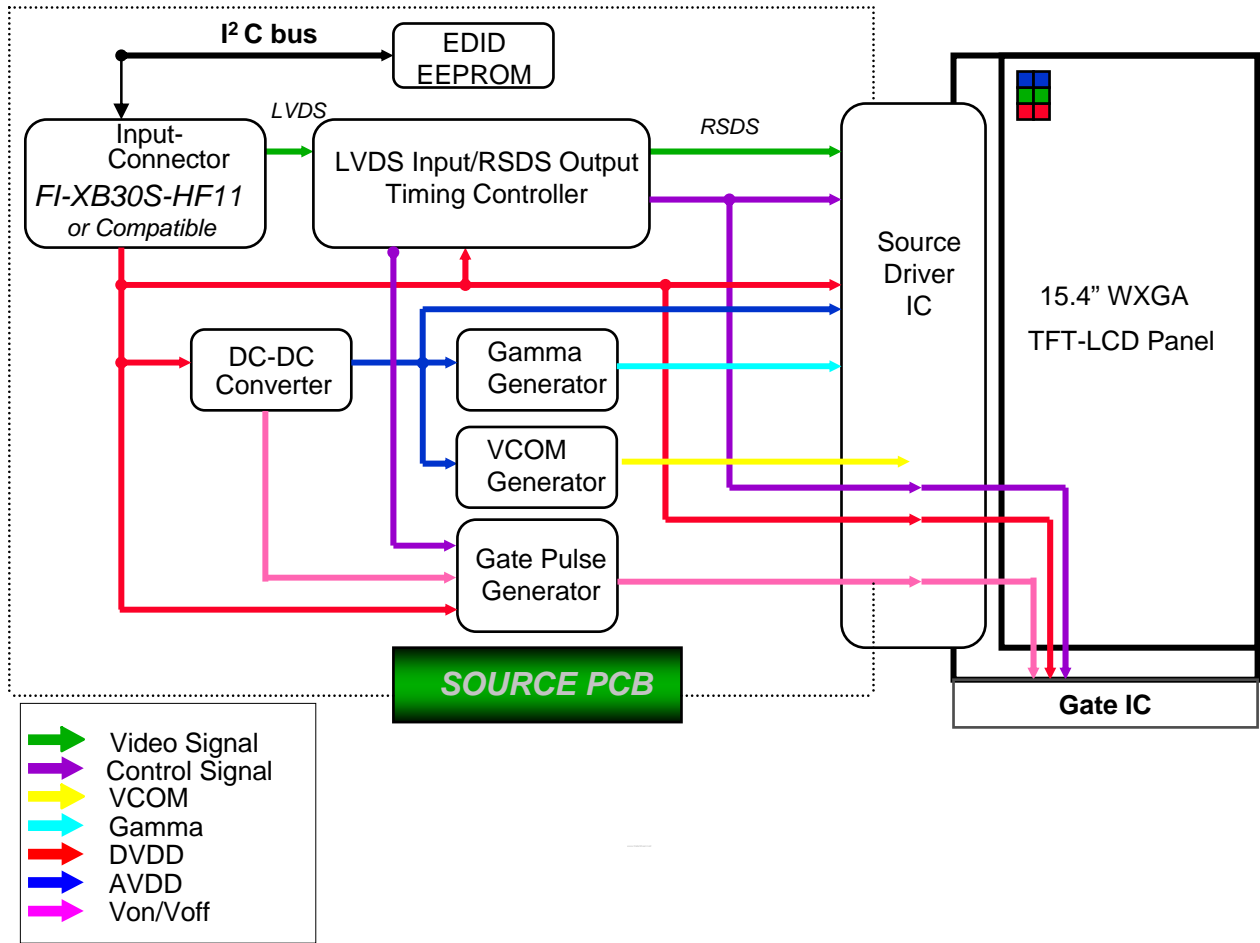 I² C bus
EDID
EEPROM
LVDS
RSDS
Input-
Connector
FI-XB30S-HF11
or Compatible
LVDS Input/RSDS Output
Timing Controller
Source
Driver
IC
15.4” WXGA
TFT-LCD Panel
DC-DC
Converter
Gamma
Generator
VCOM
Generator
Gate Pulse
Generator
SOURCE PCB
Gate IC
Video Signal
Control Signal
VCOM
Gamma
DVDD
AVDD
Von/Voff